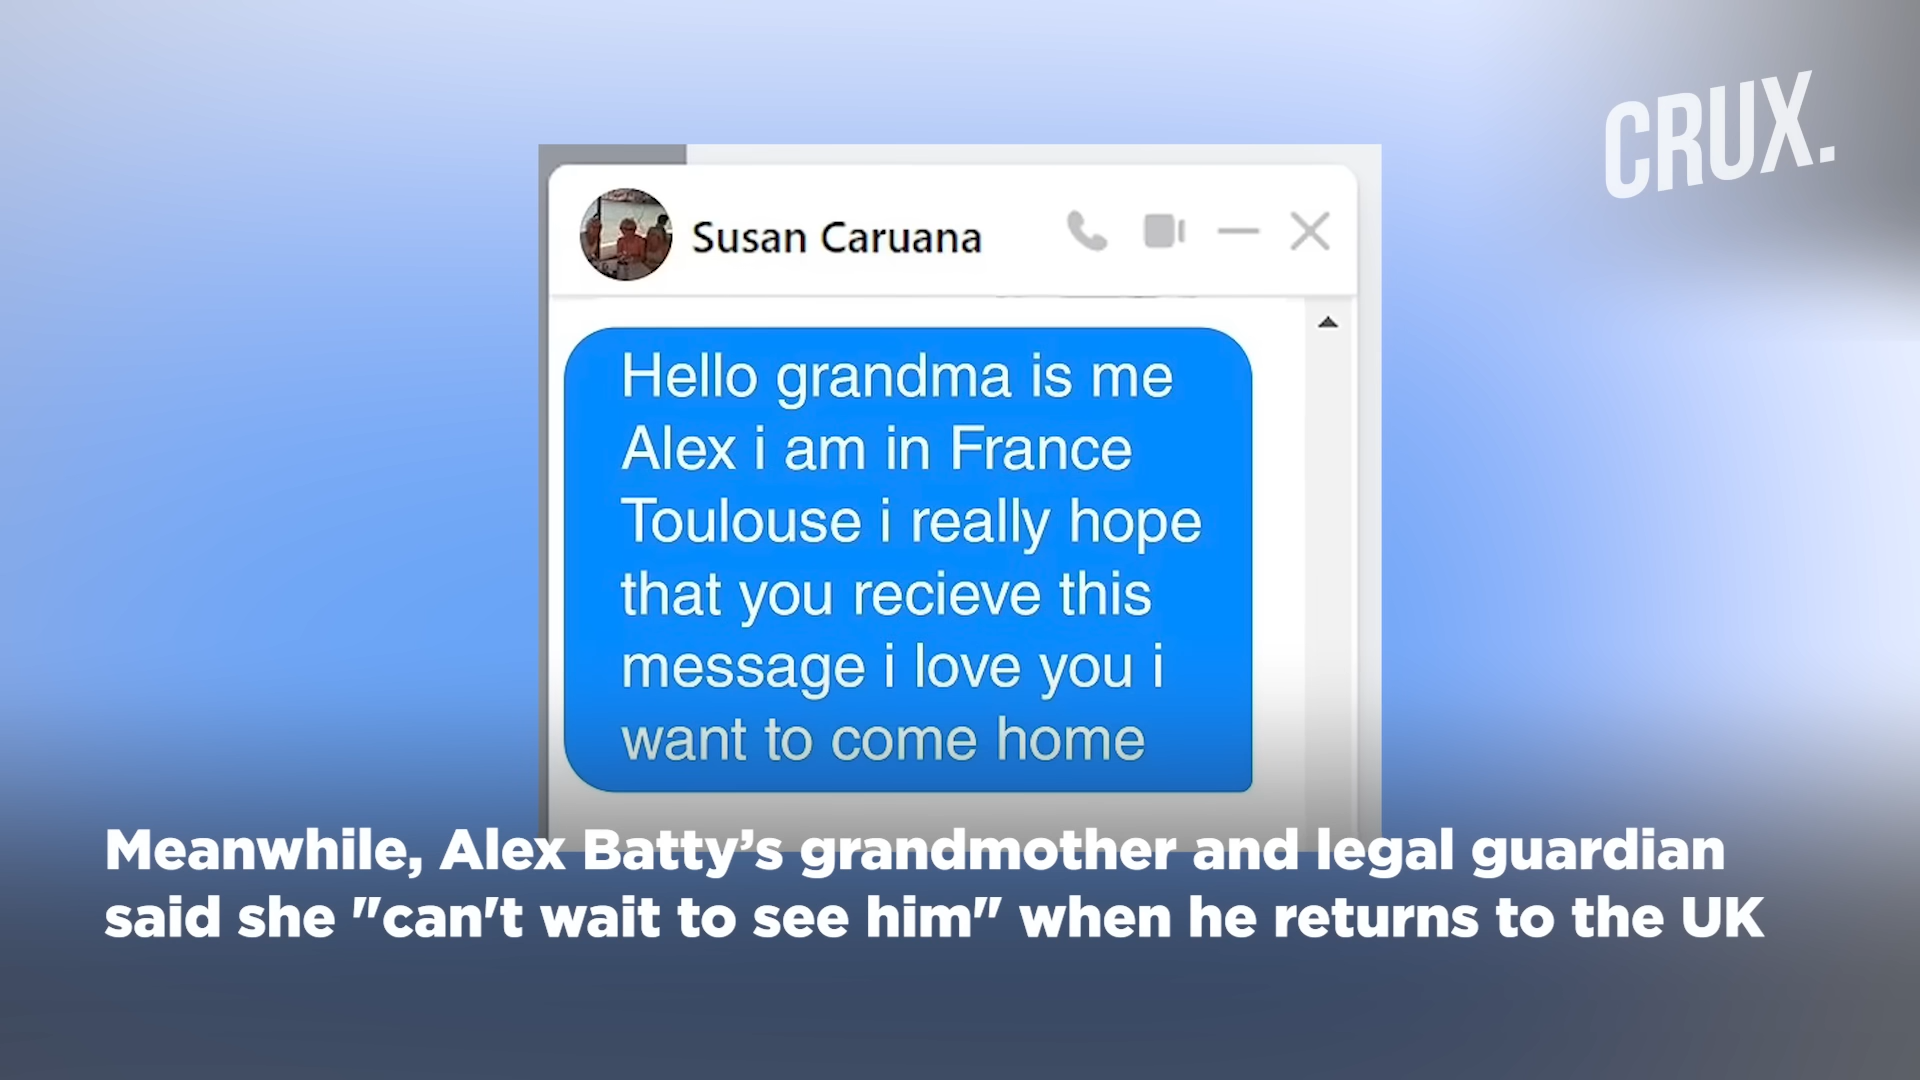 CRUX.
Susan Caruana
Hello grandma is me
Alex i am in France
Toulouse i really hope
that you recieve this
message i love you i
want to come home
Meanwhile, Alex Batty’s grandmother and legal guardian
said she "can't wait to see him" when he returns to the UK